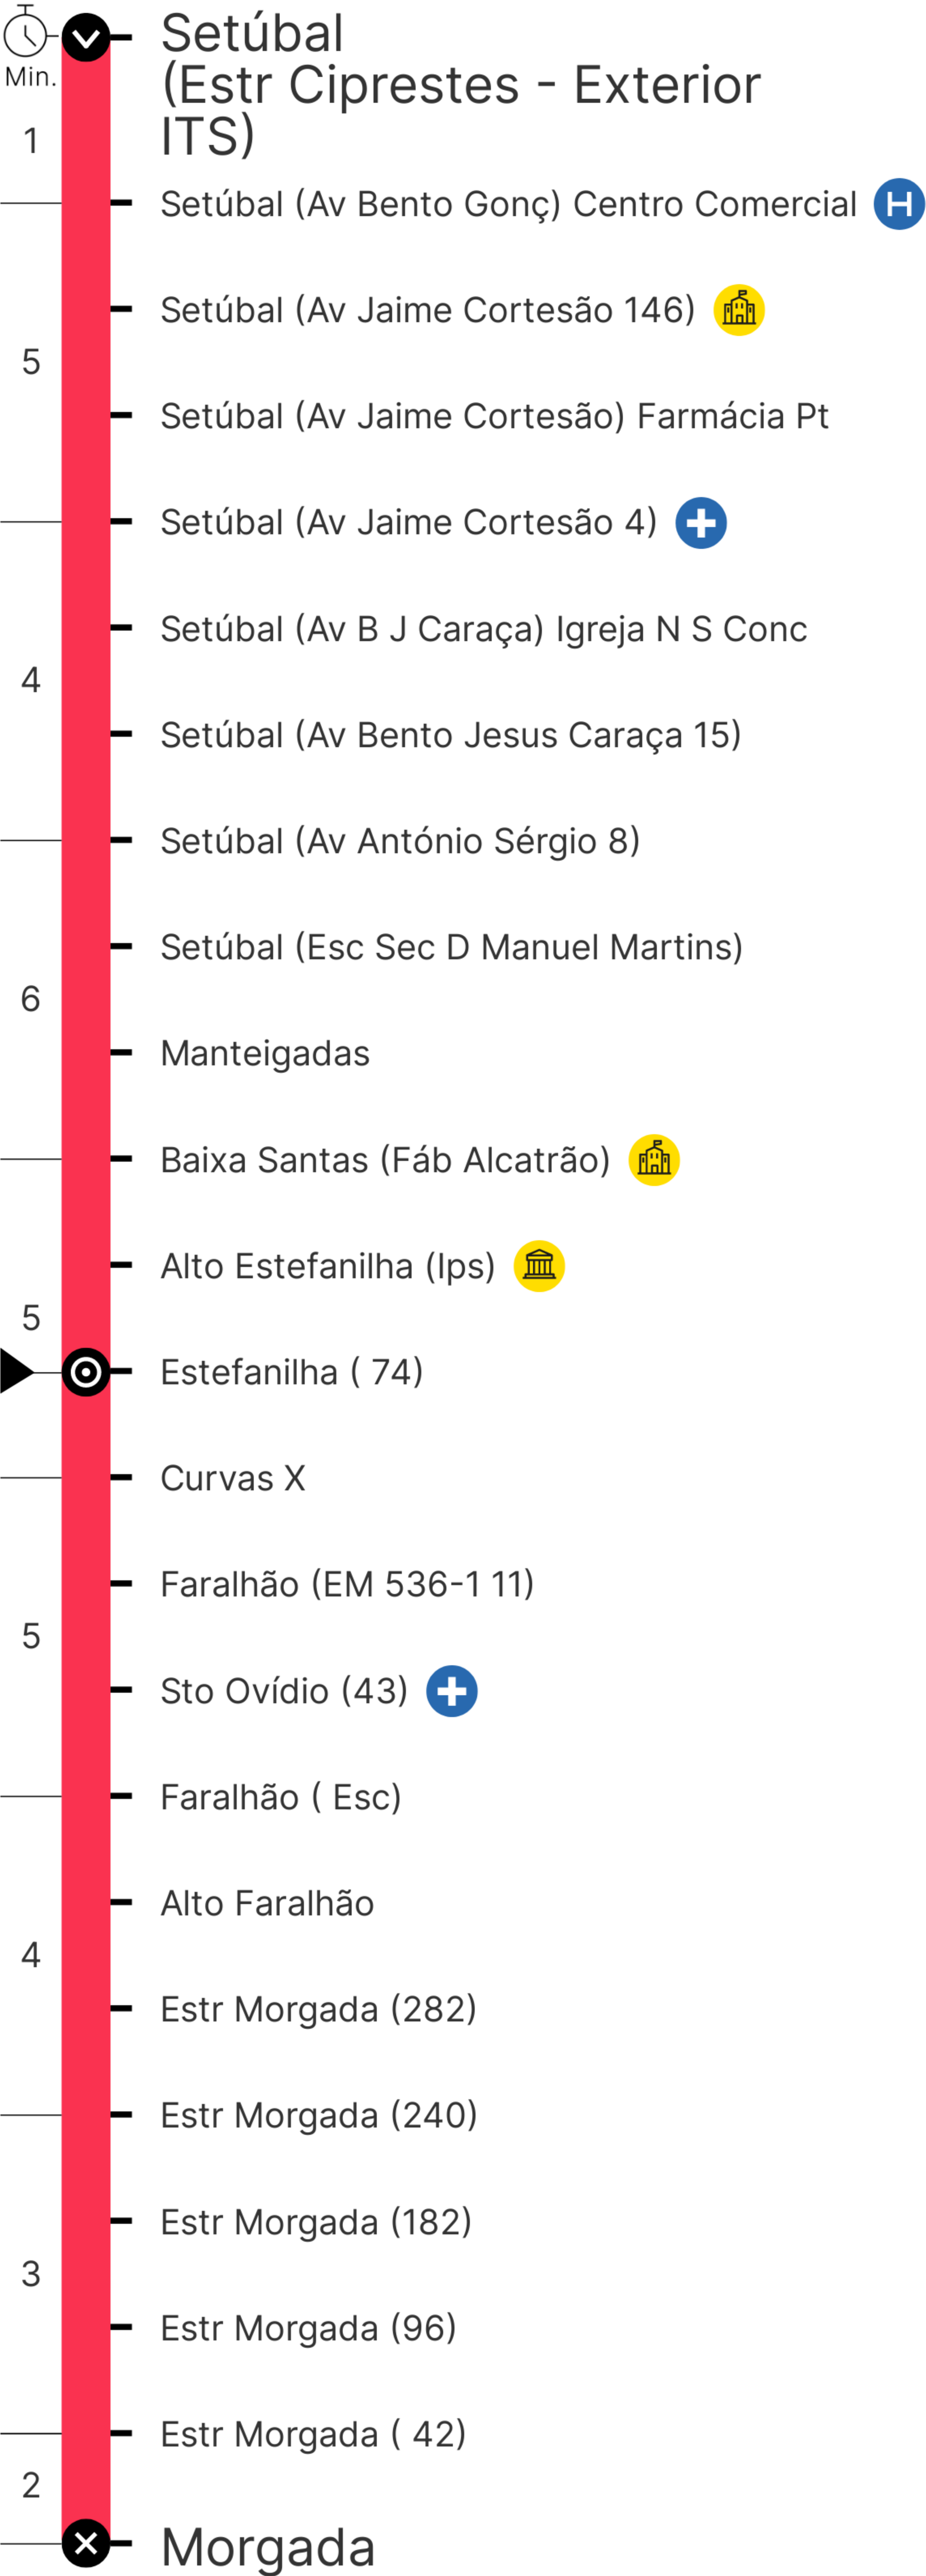 Setúbal
(Estr Ciprestes - Exterior
ITS)
Min.
1
Setúbal (Av Bento Gonç) Centro Comercial H
Setúbal (Av Jaime Cortesão 146)
5
Setúbal (Av Jaime Cortesão) Farmácia Pt
Setúbal (Av Jaime Cortesão 4)
Setúbal (Av B J Caraça) Igreja N S Conc
4
Setúbal (Av Bento Jesus Caraça 15)
Setúbal (Av António Sérgio 8)
Setúbal (Esc Sec D Manuel Martins)
6
Manteigadas
Baixa Santas (Fáb Alcatrão)
Alto Estefanilha (Ips)
5
Estefanilha ( 74)
Curvas X
Faralhão (EM 536-1 11)
5
Sto Ovídio (43)
Faralhão ( Esc)
Alto Faralhão
4
Estr Morgada (282)
Estr Morgada (240)
Estr Morgada (182)
3
Estr Morgada (96)
Estr Morgada ( 42)
2
Morgada